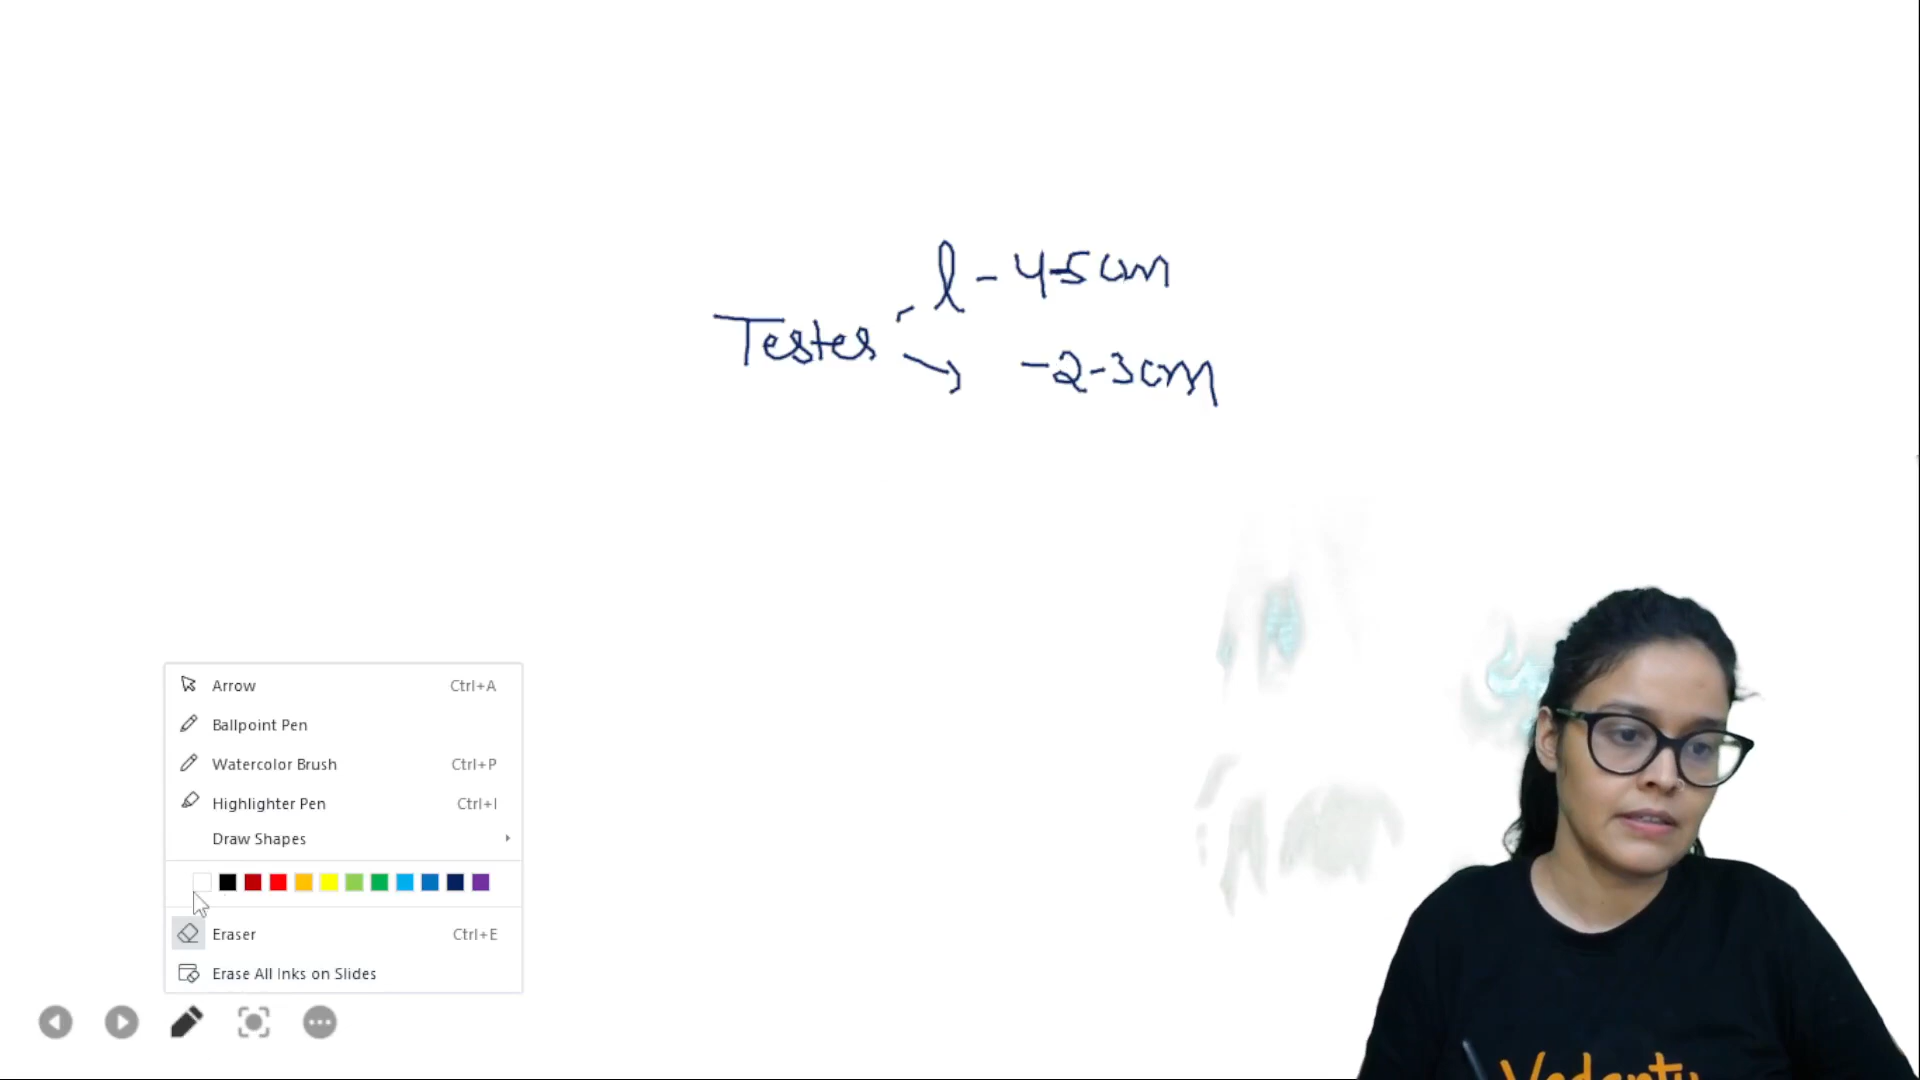 l - 4-5 cm
Testes
- 2-3 cm
Arrow Ctrl+A
Ballpoint Pen
Watercolor Brush Ctrl+P
Highlighter Pen Ctrl+I
Draw Shapes
Eraser Ctrl+E
Erase All Inks on Slides
Vedantu